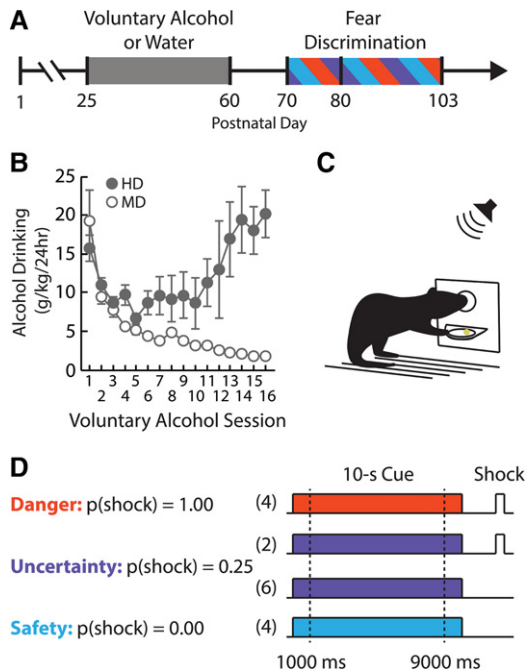 A
Voluntary Alcohol
or Water
Fear
Discrimination
1
25
60
70
80
103
Postnatal Day
B
HD
MD
25
20
15
10
5
0
Alcohol Drinking
(g/kg/24hr)
1 3 5 7 9 11 13 15
2 4 6 8 10 12 14 16
Voluntary Alcohol Session
C
D
10-s Cue Shock
Danger: p(shock) = 1.00 (4)
(2)
Uncertainty: p(shock) = 0.25
(6)
Safety: p(shock) = 0.00 (4)
1000 ms 9000 ms